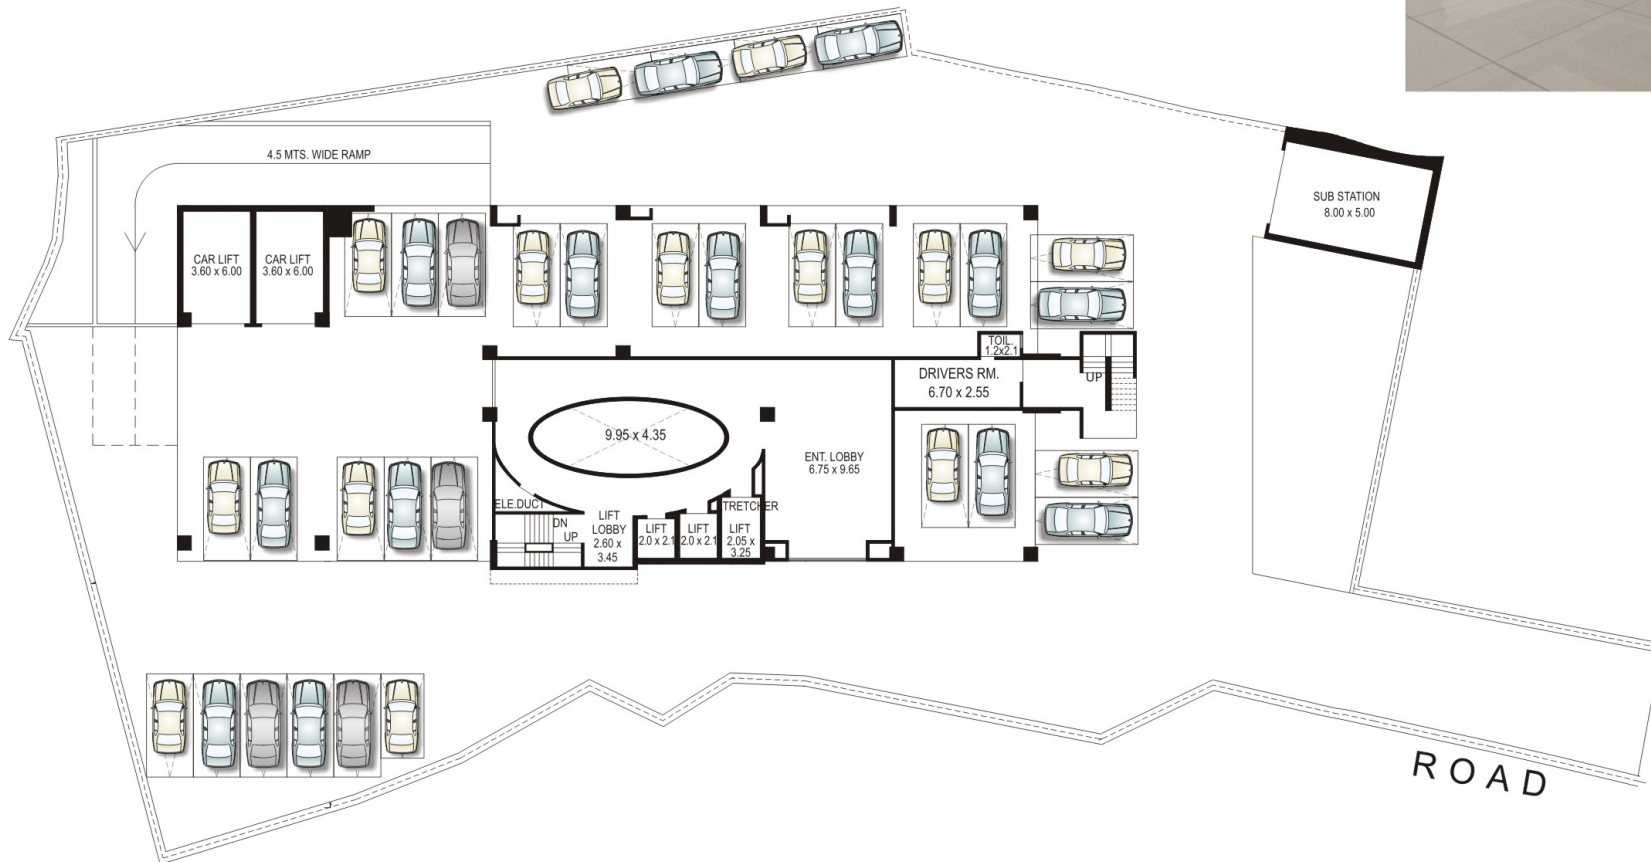 4.5 MTS. WIDE RAMP
SUB STATION
8.00 x 5.00
CAR LIFT
3.60 x 6.00
CAR LIFT
3.60 x 6.00
TOIL.
1.2x2.1
DRIVERS RM.
6.70 x 2.55
UP
9.95 x 4.35
ENT. LOBBY
6.75 x 9.65
ELE.DUCT
DN
UP
LIFT
LOBBY
2.60 x
3.45
LIFT
2.0 x 2.1
LIFT
2.0 x 2.1
TRETCHER
LIFT
2.05 x
3.25
ROAD